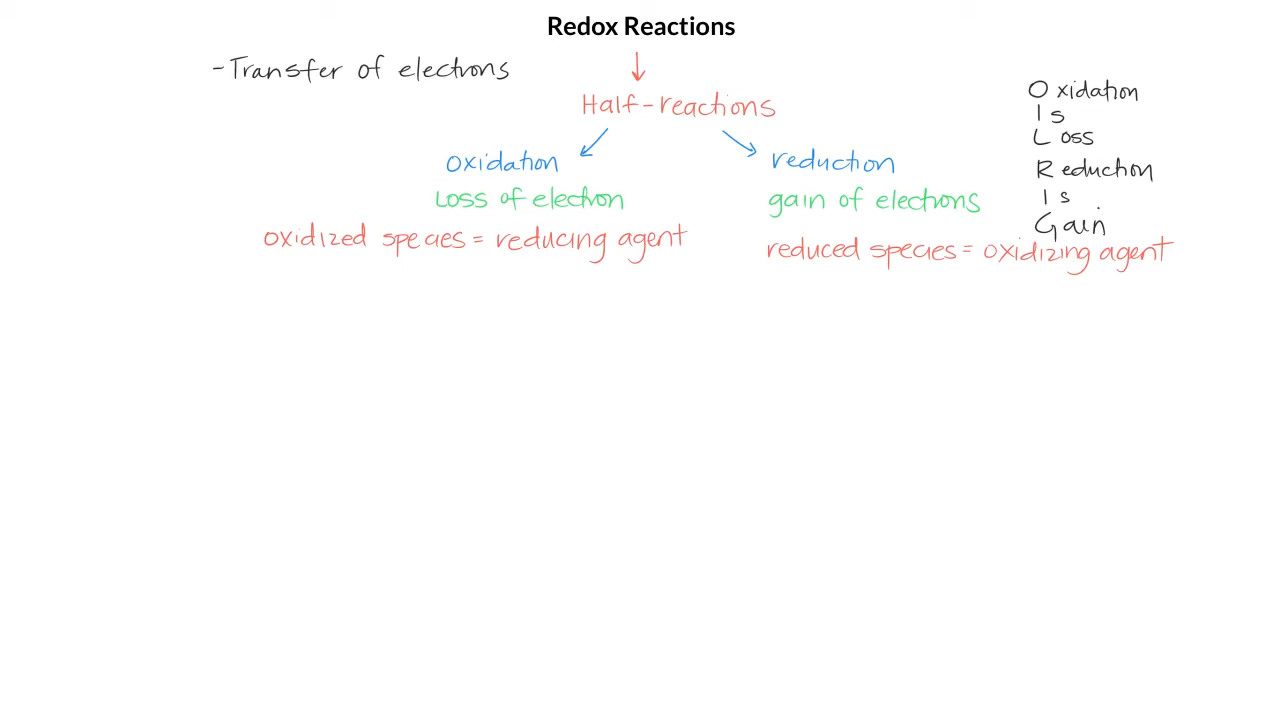 Redox Reactions
- Transfer of electrons
Half-reactions
oxidation
reduction
Loss of electron
gain of electrons
oxidized species = reducing agent
reduced species = oxidizing agent
Oxidation
Is
Loss
Reduction
Is
Gain